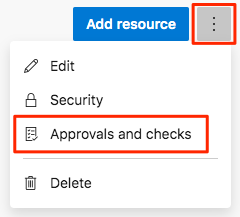 Add resource
Edit
Security
Approvals and checks
Delete